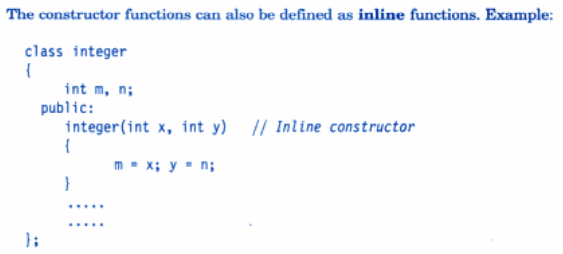 The constructor functions can also be defined as inline functions. Example:
class integer
{
int m, n;
public:
integer(int x, int y) // Inline constructor
{
m = x; y = n;
}
.....
.....
};